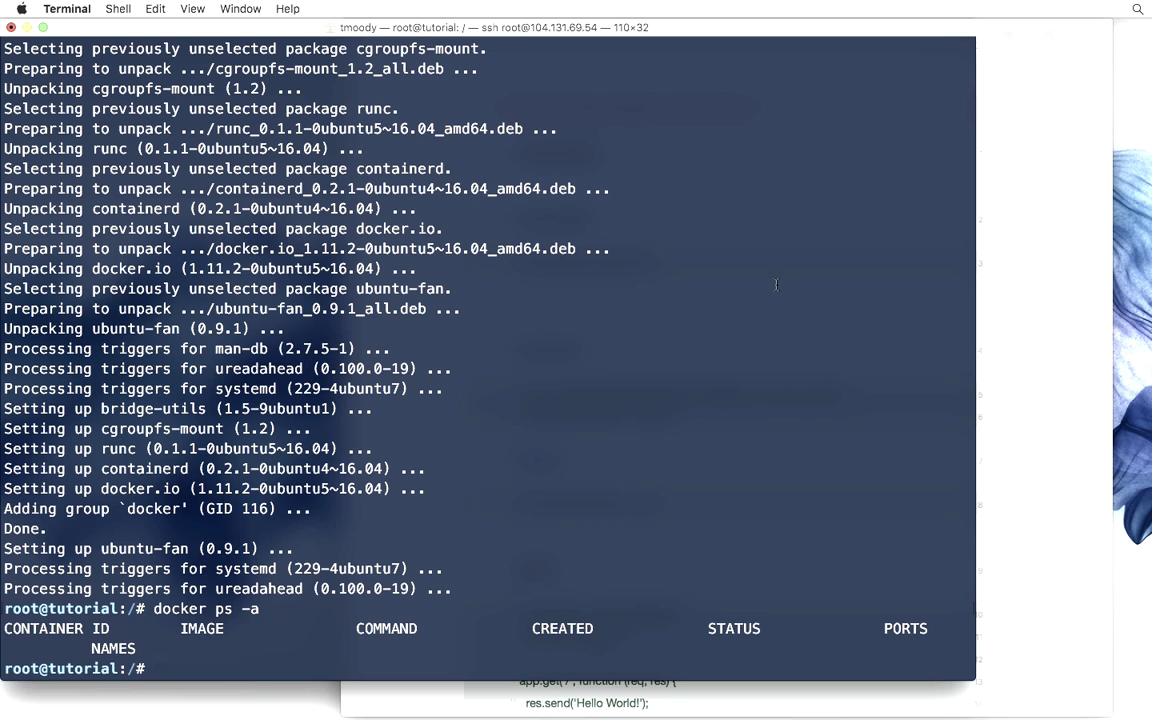 Terminal Shell Edit View Window Help
tmoody — root@tutorial: / — ssh root@104.131.69.54 — 110×32
Selecting previously unselected package cgroupfs-mount.
Preparing to unpack .../cgroupfs-mount_1.2_all.deb ...
Unpacking cgroupfs-mount (1.2) ...
Selecting previously unselected package runc.
Preparing to unpack .../runc_0.1.1-0ubuntu5~16.04_amd64.deb ...
Unpacking runc (0.1.1-0ubuntu5~16.04) ...
Selecting previously unselected package containerd.
Preparing to unpack .../containerd_0.2.1-0ubuntu4~16.04_amd64.deb ...
Unpacking containerd (0.2.1-0ubuntu4~16.04) ...
Selecting previously unselected package docker.io.
Preparing to unpack .../docker.io_1.11.2-0ubuntu5~16.04_amd64.deb ...
Unpacking docker.io (1.11.2-0ubuntu5~16.04) ...
Selecting previously unselected package ubuntu-fan.
Preparing to unpack .../ubuntu-fan_0.9.1_all.deb ...
Unpacking ubuntu-fan (0.9.1) ...
Processing triggers for man-db (2.7.5-1) ...
Processing triggers for ureadahead (0.100.0-19) ...
Processing triggers for systemd (229-4ubuntu7) ...
Setting up bridge-utils (1.5-9ubuntu1) ...
Setting up cgroupfs-mount (1.2) ...
Setting up runc (0.1.1-0ubuntu5~16.04) ...
Setting up containerd (0.2.1-0ubuntu4~16.04) ...
Setting up docker.io (1.11.2-0ubuntu5~16.04) ...
Adding group `docker' (GID 116) ...
Done.
Setting up ubuntu-fan (0.9.1) ...
Processing triggers for systemd (229-4ubuntu7) ...
Processing triggers for ureadahead (0.100.0-19) ...
root@tutorial:/# docker ps -a
CONTAINER ID IMAGE COMMAND CREATED STATUS PORTS
NAMES
root@tutorial:/#
app.get('/', function (req, res) {
res.send('Hello World!');